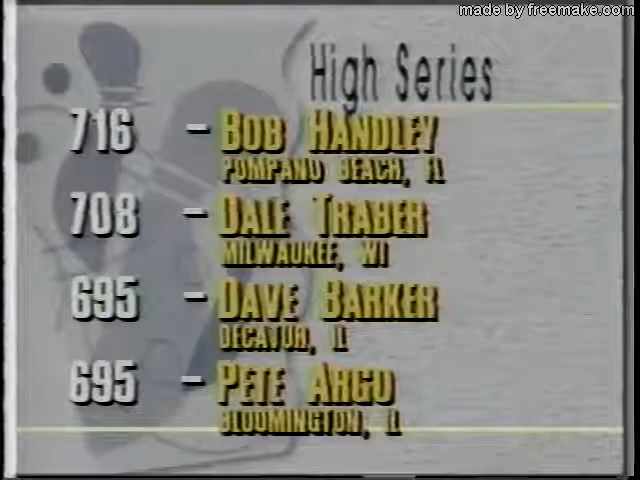 made by freemake.com
High Series
716 - BOB HANDLEY
POMPANO BEACH, FL
708 - DALE TRABER
MILWAUKEE, WI
695 - DAVE BARKER
DECATUR, IL
695 - PETE ARGO
BLOOMINGTON, IL